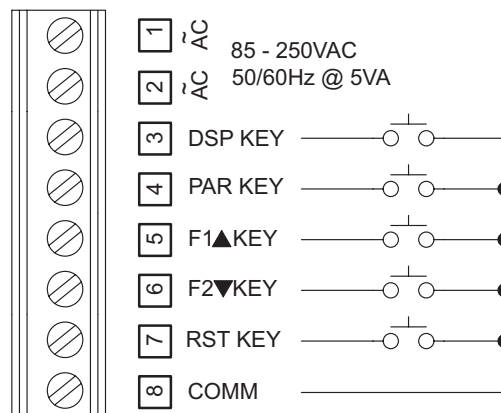 1 ~AC
85 - 250VAC
2 ~AC
50/60Hz @ 5VA
3 DSP KEY
4 PAR KEY
5 F1▲KEY
6 F2▼KEY
7 RST KEY
8 COMM